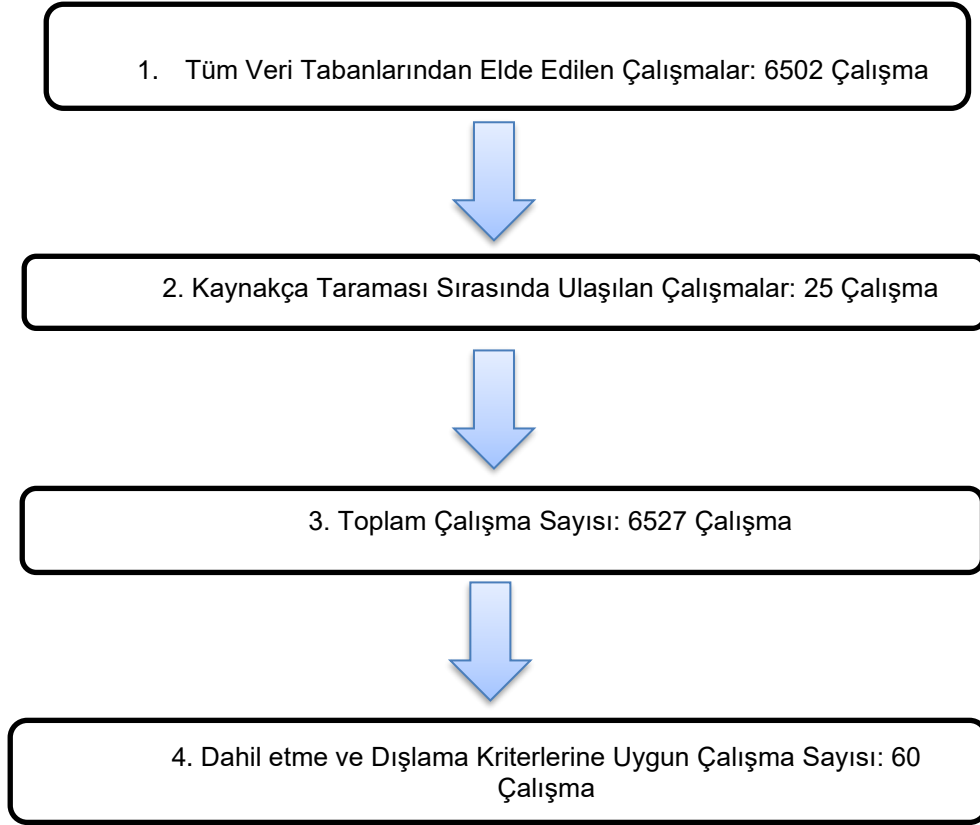 1. Tüm Veri Tabanlarından Elde Edilen Çalışmalar: 6502 Çalışma
2. Kaynakça Taraması Sırasında Ulaşılan Çalışmalar: 25 Çalışma
3. Toplam Çalışma Sayısı: 6527 Çalışma
4. Dahil etme ve Dışlama Kriterlerine Uygun Çalışma Sayısı: 60
Çalışma